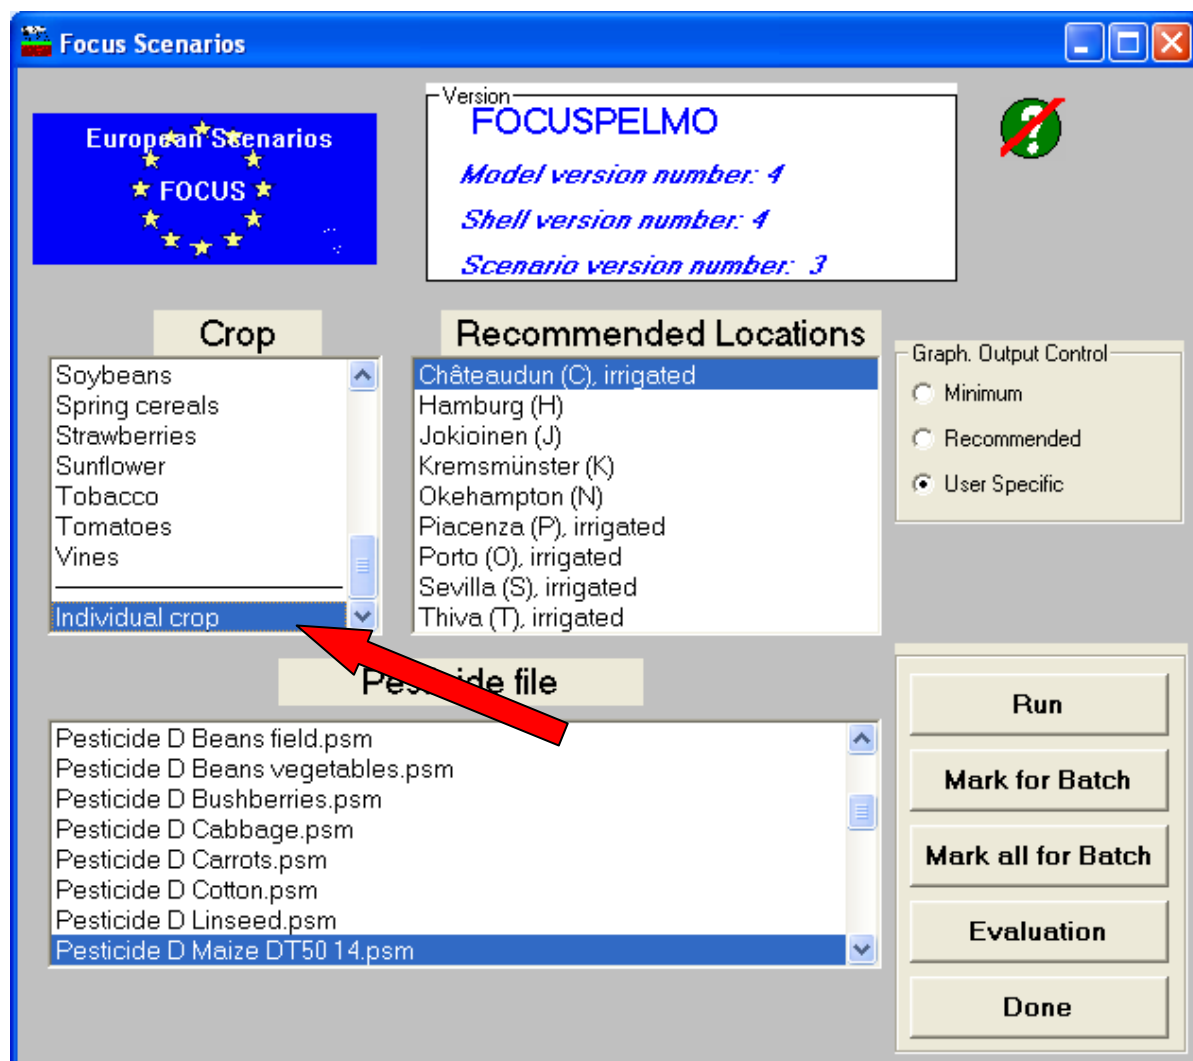 Focus Scenarios
European Scenarios
FOCUS
Version
FOCUSPELMO
Model version number: 4
Shell version number: 4
Scenario version number: 3
?
Crop
Soybeans
Spring cereals
Strawberries
Sunflower
Tobacco
Tomatoes
Vines
Individual crop
Recommended Locations
Châteaudun (C), irrigated
Hamburg (H)
Jokioinen (J)
Kremsmünster (K)
Okehampton (N)
Piacenza (P), irrigated
Porto (O), irrigated
Sevilla (S), irrigated
Thiva (T), irrigated
Graph. Output Control
Minimum
Recommended
User Specific
Pesticide file
Pesticide D Beans field.psm
Pesticide D Beans vegetables.psm
Pesticide D Bushberries.psm
Pesticide D Cabbage.psm
Pesticide D Carrots.psm
Pesticide D Cotton.psm
Pesticide D Linseed.psm
Pesticide D Maize DT50 14.psm
Run
Mark for Batch
Mark all for Batch
Evaluation
Done